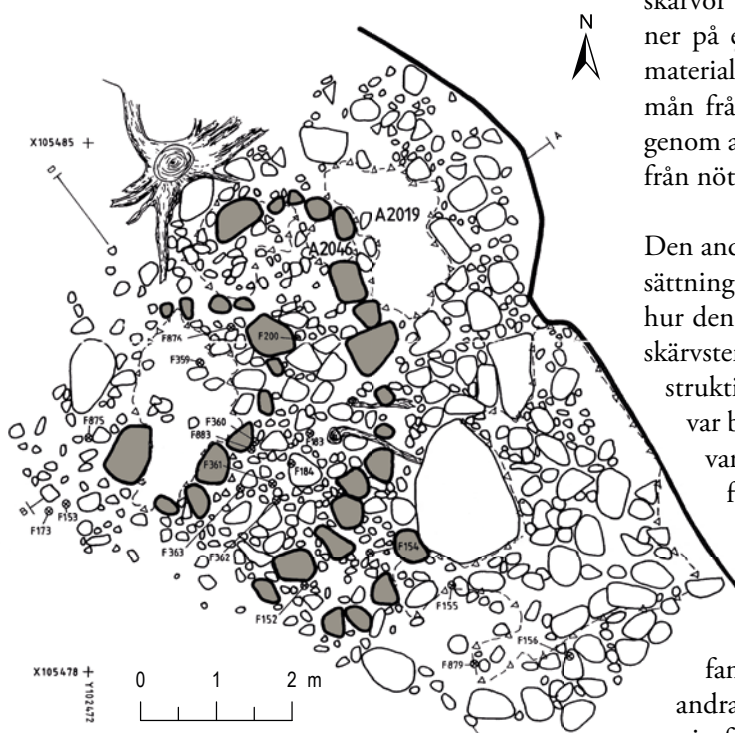 N
X105485
A
D
A2019
A2046
F874
F200
F359
F875
F360
F883
F183
F361
F184
B
F173
F153
F363
F362
F154
F152
F155
F156
F879
X105478
Y102472
0 1 2 m
ner på
material
mån frå
genom a
från nöt
Den and
sättning
hur den
skärvster
strukti
var b
var
f
fan
andra